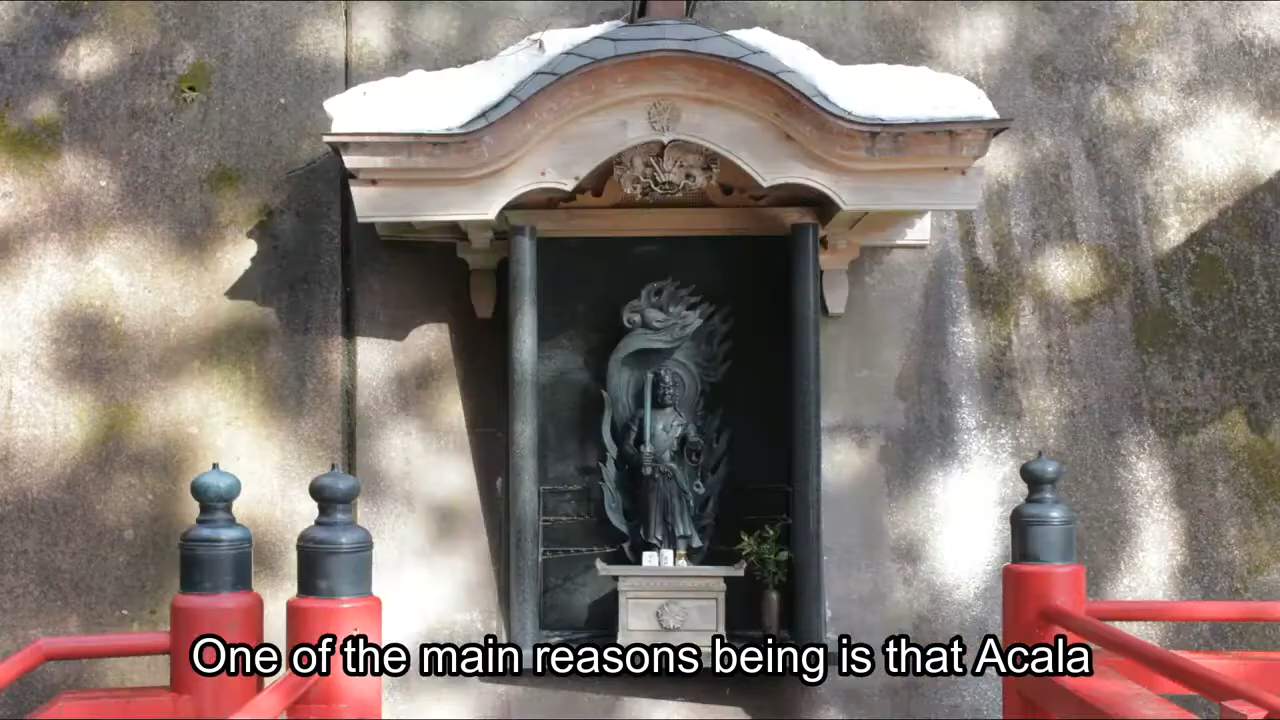 One of the main reasons being is that Acala